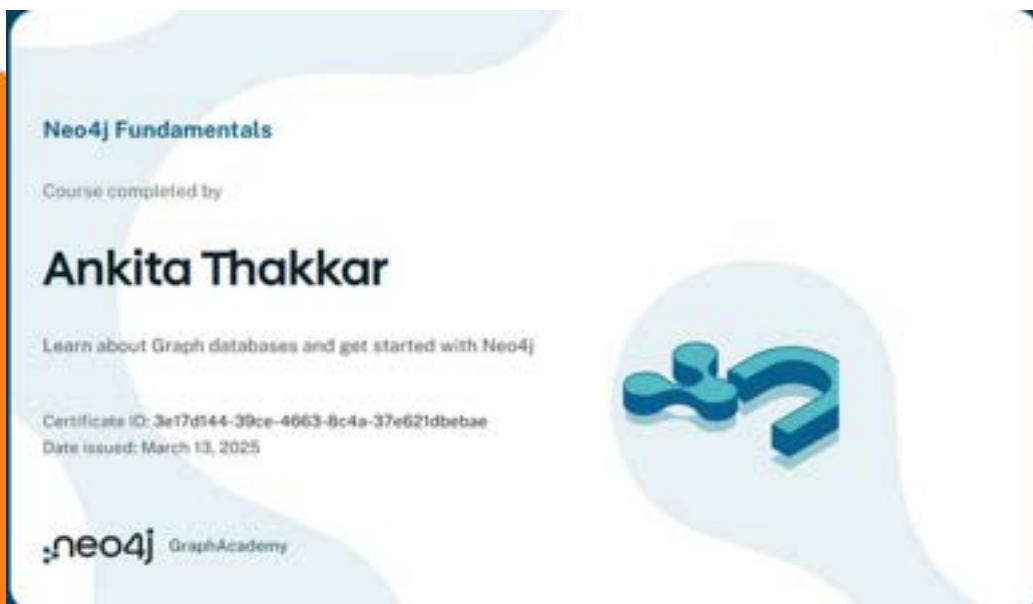 Neo4j Fundamentals
Course completed by
Ankita Thakkar
Learn about Graph databases and get started with Neo4j
Certificate ID: 3e17d144-39ce-4663-8c4a-37e621dbebae
Date issued: March 13, 2025
neo4j GraphAcademy